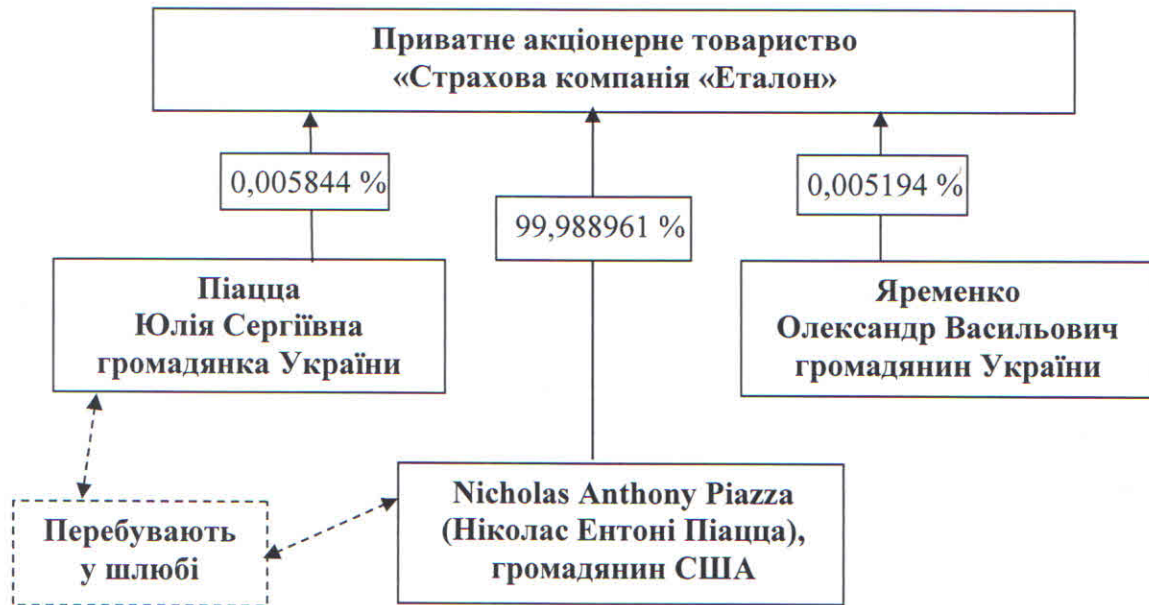 Приватне акціонерне товариство
«Страхова компанія «Еталон»
0,005844 %
99,988961 %
0,005194 %
Піацца
Юлія Сергіївна
громадянка України
Яременко
Олександр Васильович
громадянин України
Nicholas Anthony Piazza
(Ніколас Ентоні Піацца),
громадянин США
Перебувають
у шлюбі